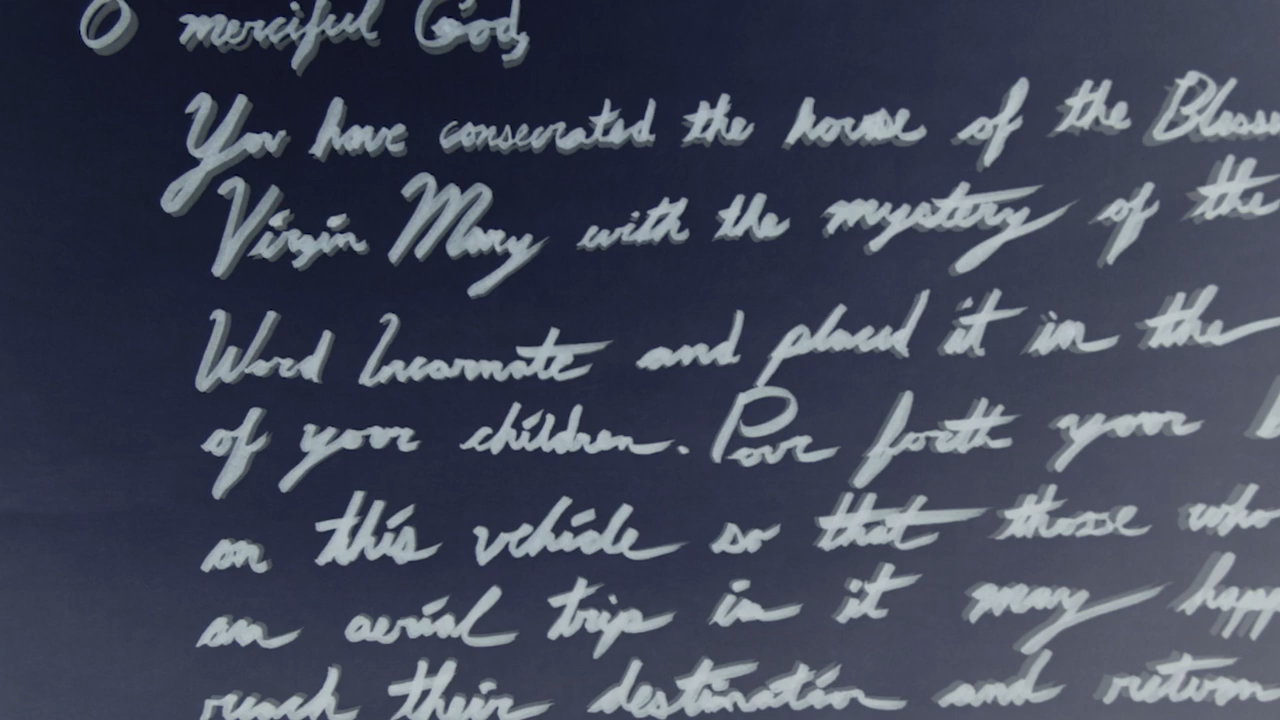 O merciful God,
You have consecrated the house of the
Virgin Mary with the mystery of the
Word Incarnate and placed it in the
of your children. Pour forth your
on this vehicle so that those who
an aerial trip in it may
reach their destination and return